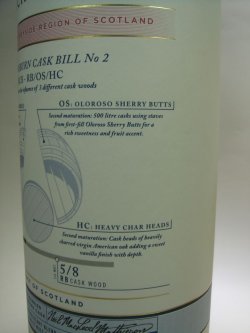 SPEYSIDE REGION OF SCOTLAND
CASK BILL No 2
RB/OS/HC
of 3 different cask woods
OS: OLOROSO SHERRY BUTTS
Second maturation: 500 litre casks using staves
from first-fill Oloroso Sherry Butts for a
rich sweetness and fruit accent.
HC: HEAVY CHAR HEADS
Second maturation: Cask heads of heavily
charred virgin American oak adding a sweet
vanilla finish with depth.
5/8
RB CASK WOOD
OF SCOTLAND